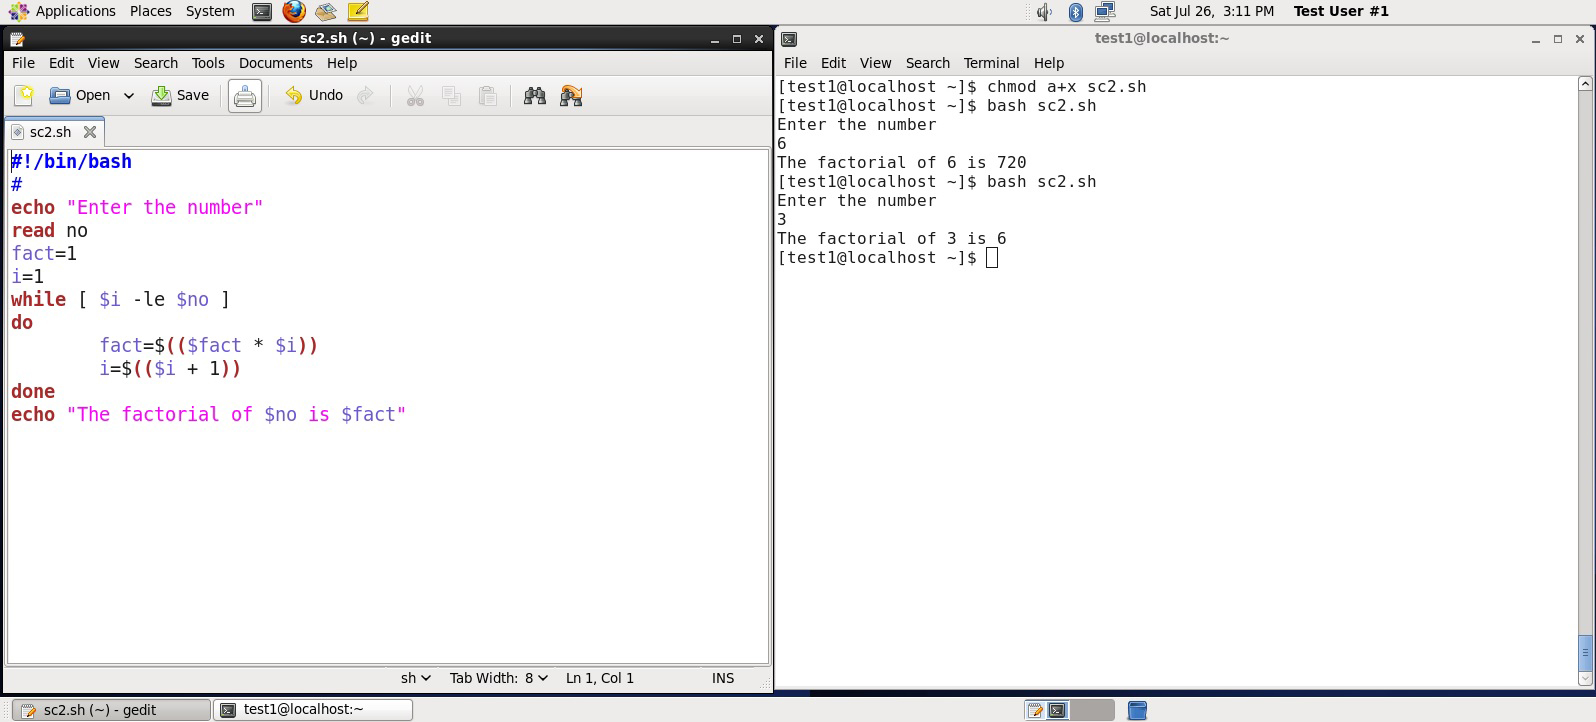 Applications Places System Sat Jul 26, 3:11 PM Test User #1
sc2.sh (~) - gedit
File Edit View Search Tools Documents Help
Open Save Undo
sc2.sh
#!/bin/bash
#
echo "Enter the number"
read no
fact=1
i=1
while [ $i -le $no ]
do
        fact=$(($fact * $i))
        i=$(($i + 1))
done
echo "The factorial of $no is $fact"
sh Tab Width: 8 Ln 1, Col 1 INS
test1@localhost:~
File Edit View Search Terminal Help
[test1@localhost ~]$ chmod a+x sc2.sh
[test1@localhost ~]$ bash sc2.sh
Enter the number
6
The factorial of 6 is 720
[test1@localhost ~]$ bash sc2.sh
Enter the number
3
The factorial of 3 is 6
[test1@localhost ~]$
sc2.sh (~) - gedit test1@localhost:~